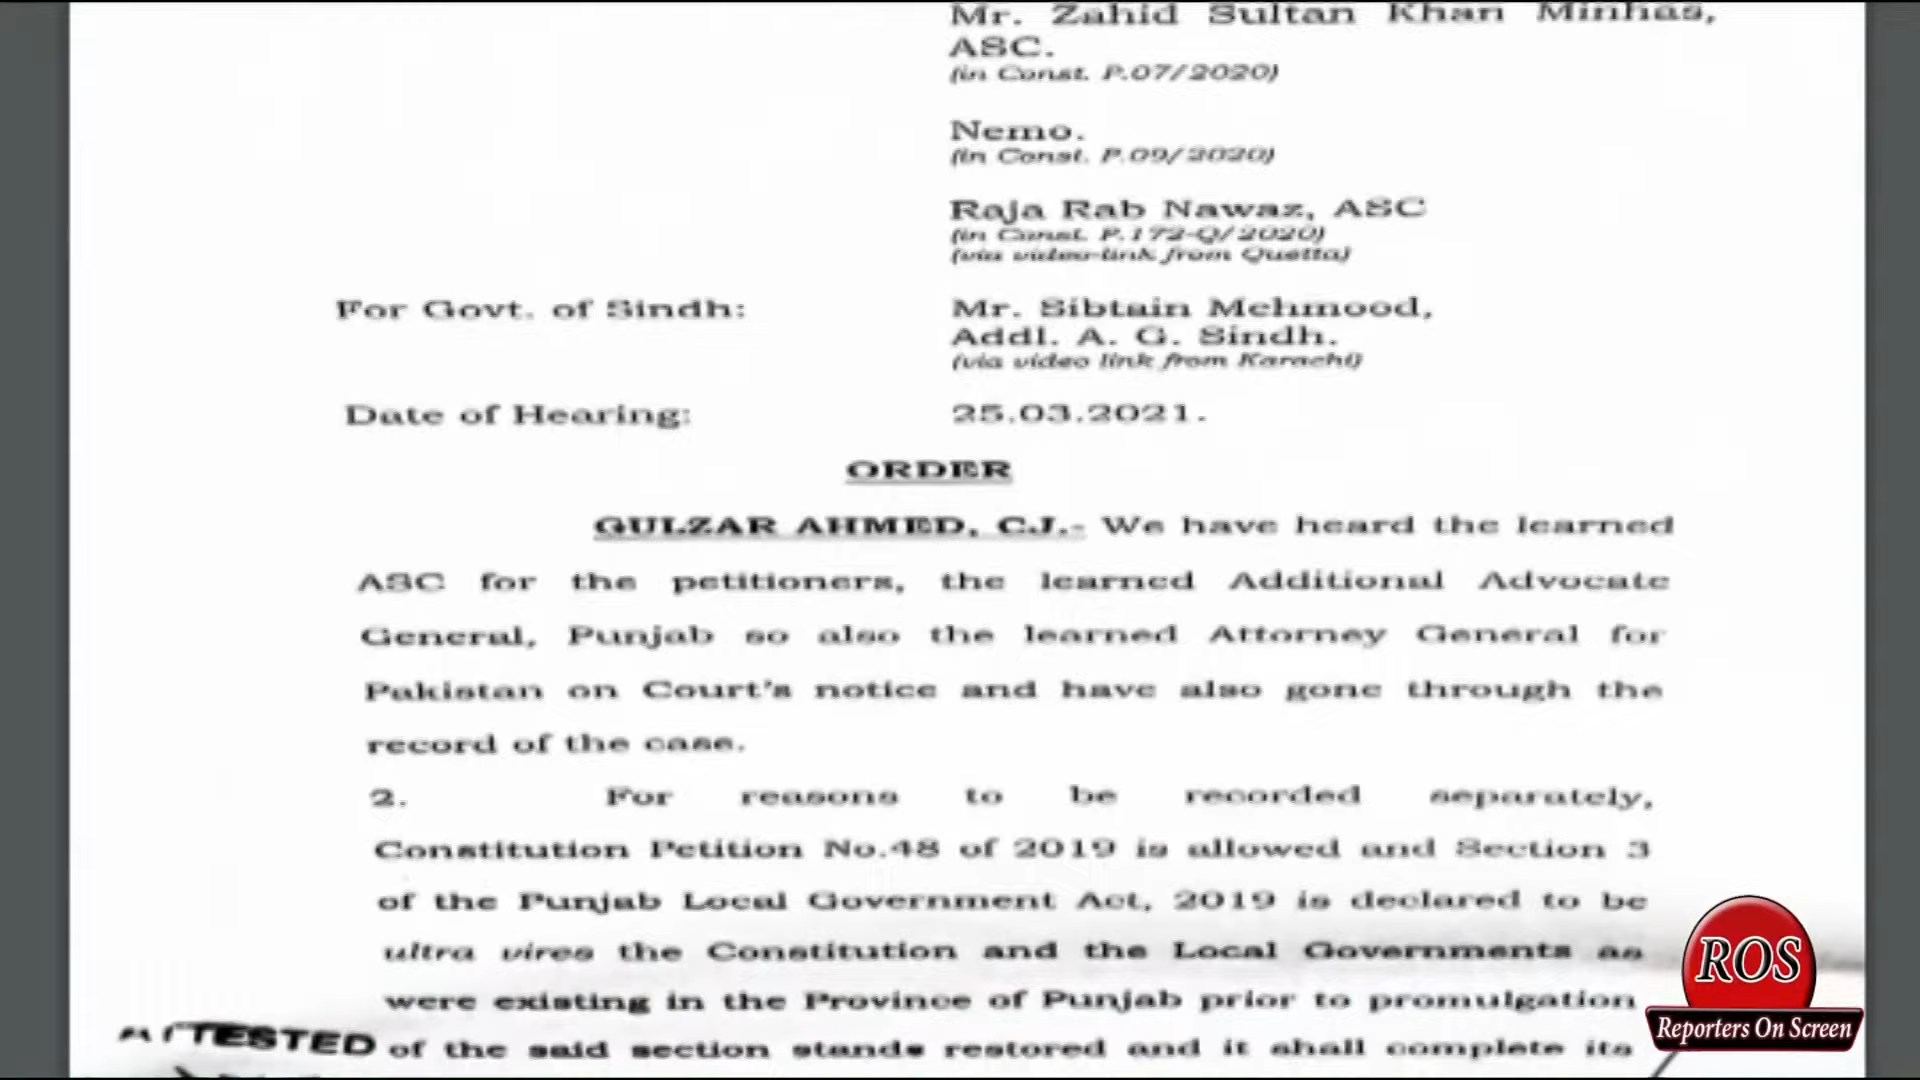 Mr. Zahid Sultan Khan Minhas,
ASC.
(in Const. P.07/2020)
Nemo.
(in Const. P.09/2020)
Raja Rab Nawaz, ASC
(in Const. P.172-Q/2020)
(via video-link from Quetta)
For Govt. of Sindh:
Mr. Sibtain Mehmood,
Addl. A. G. Sindh.
(via video link from Karachi)
Date of Hearing:
25.03.2021.
ORDER
GULZAR AHMED, CJ.- We have heard the learned
ASC for the petitioners, the learned Additional Advocate
General, Punjab so also the learned Attorney General for
Pakistan on Court's notice and have also gone through the
record of the case.
2. For reasons to be recorded separately,
Constitution Petition No.48 of 2019 is allowed and Section 3
of the Punjab Local Government Act, 2019 is declared to be
ultra vires the Constitution and the Local Governments as
were existing in the Province of Punjab prior to promulgation
ATTESTED
of the said section stands restored and it shall complete its
ROS
Reporters On Screen